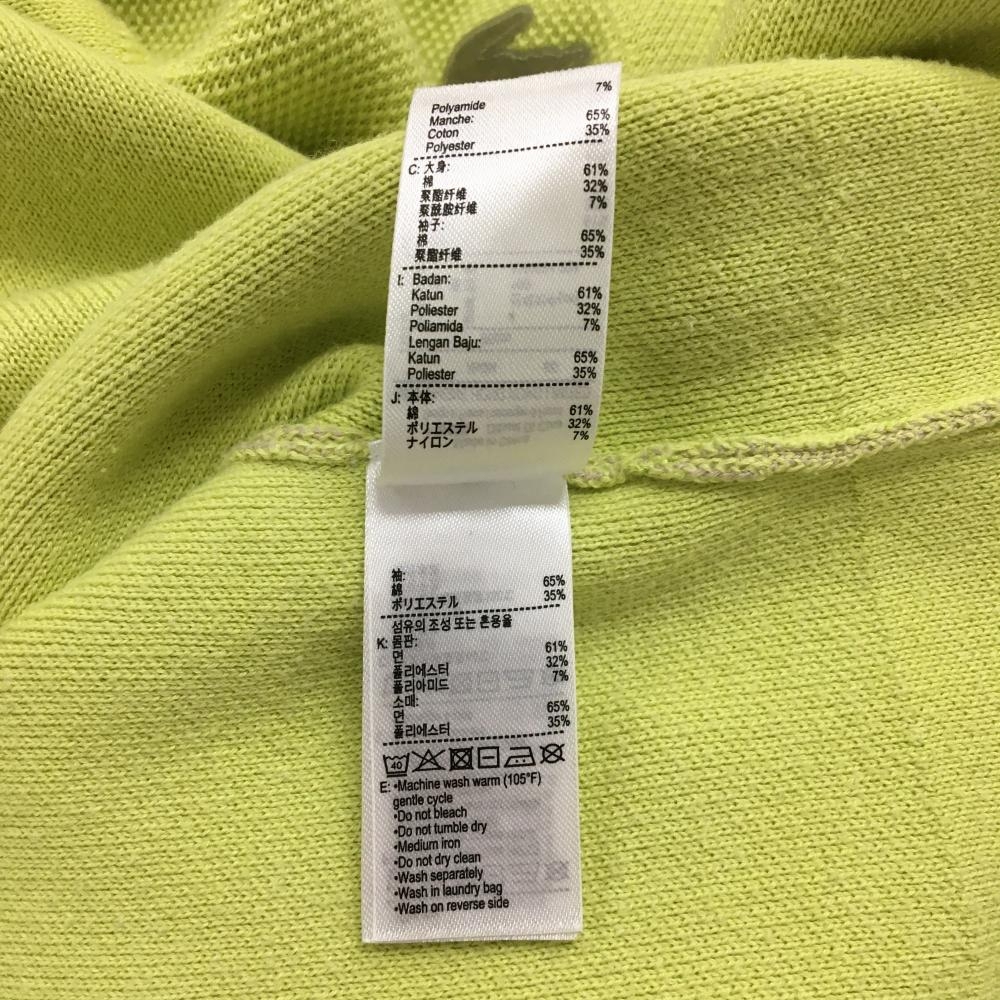 7%
Polyamide
Manche:
Coton 65%
Polyester 35%
C: 大身:
棉 61%
聚酯纤维 32%
聚酰胺纤维 7%
袖子:
棉 65%
聚酯纤维 35%
I: Badan:
Katun 61%
Poliester 32%
Poliamida 7%
Lengan Baju:
Katun 65%
Poliester 35%
J: 本体:
綿 61%
ポリエステル 32%
ナイロン 7%
袖:
綿 65%
ポリエステル 35%
섬유의 조성 또는 혼용율
K: 몸판:
면 61%
폴리에스터 32%
폴리아미드 7%
소매:
면 65%
폴리에스터 35%
40
E: •Machine wash warm (105°F)
gentle cycle
•Do not bleach
•Do not tumble dry
•Medium iron
•Do not dry clean
•Wash separately
•Wash in laundry bag
•Wash on reverse side